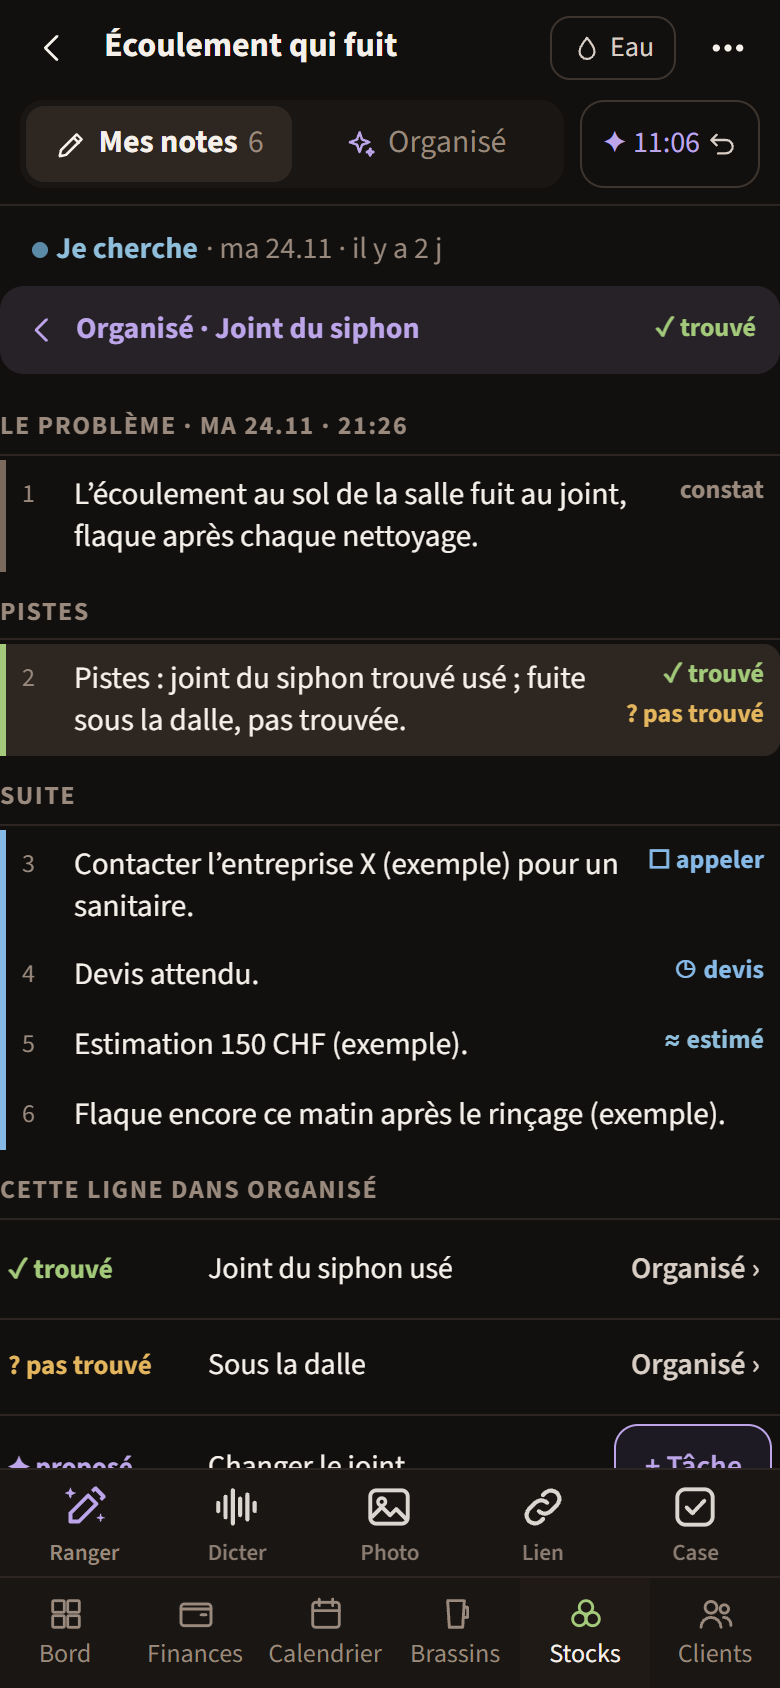 Écoulement qui fuit
Eau
Mes notes 6
Organisé
11:06
Je cherche · ma 24.11 · il y a 2 j
Organisé · Joint du siphon
✓ trouvé
LE PROBLÈME · MA 24.11 · 21:26
1 L’écoulement au sol de la salle fuit au joint, constat
flaque après chaque nettoyage.
PISTES
2 Pistes : joint du siphon trouvé usé ; fuite ✓ trouvé
sous la dalle, pas trouvée. ? pas trouvé
SUITE
3 Contacter l’entreprise X (exemple) pour un appeler
sanitaire.
4 Devis attendu. devis
5 Estimation 150 CHF (exemple). ≈ estimé
6 Flaque encore ce matin après le rinçage (exemple).
CETTE LIGNE DANS ORGANISÉ
✓ trouvé Joint du siphon usé Organisé ›
? pas trouvé Sous la dalle Organisé ›
✦ proposé Changer le joint + Tâche
Ranger Dicter Photo Lien Case
Bord Finances Calendrier Brassins Stocks Clients